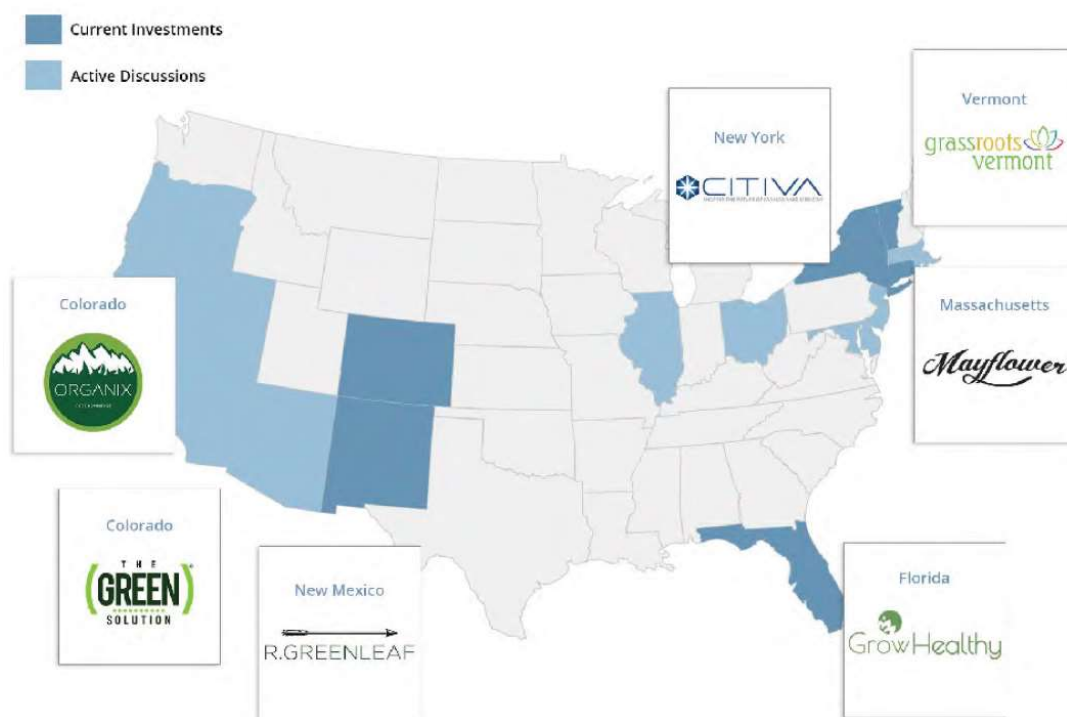 Current Investments
Active Discussions
New York
CITIVA
Vermont
grassroots
vermont
Colorado
ORGANIX
Massachusetts
Mayflower
Colorado
THE
GREEN
SOLUTION
New Mexico
R.GREENLEAF
Florida
GrowHealthy